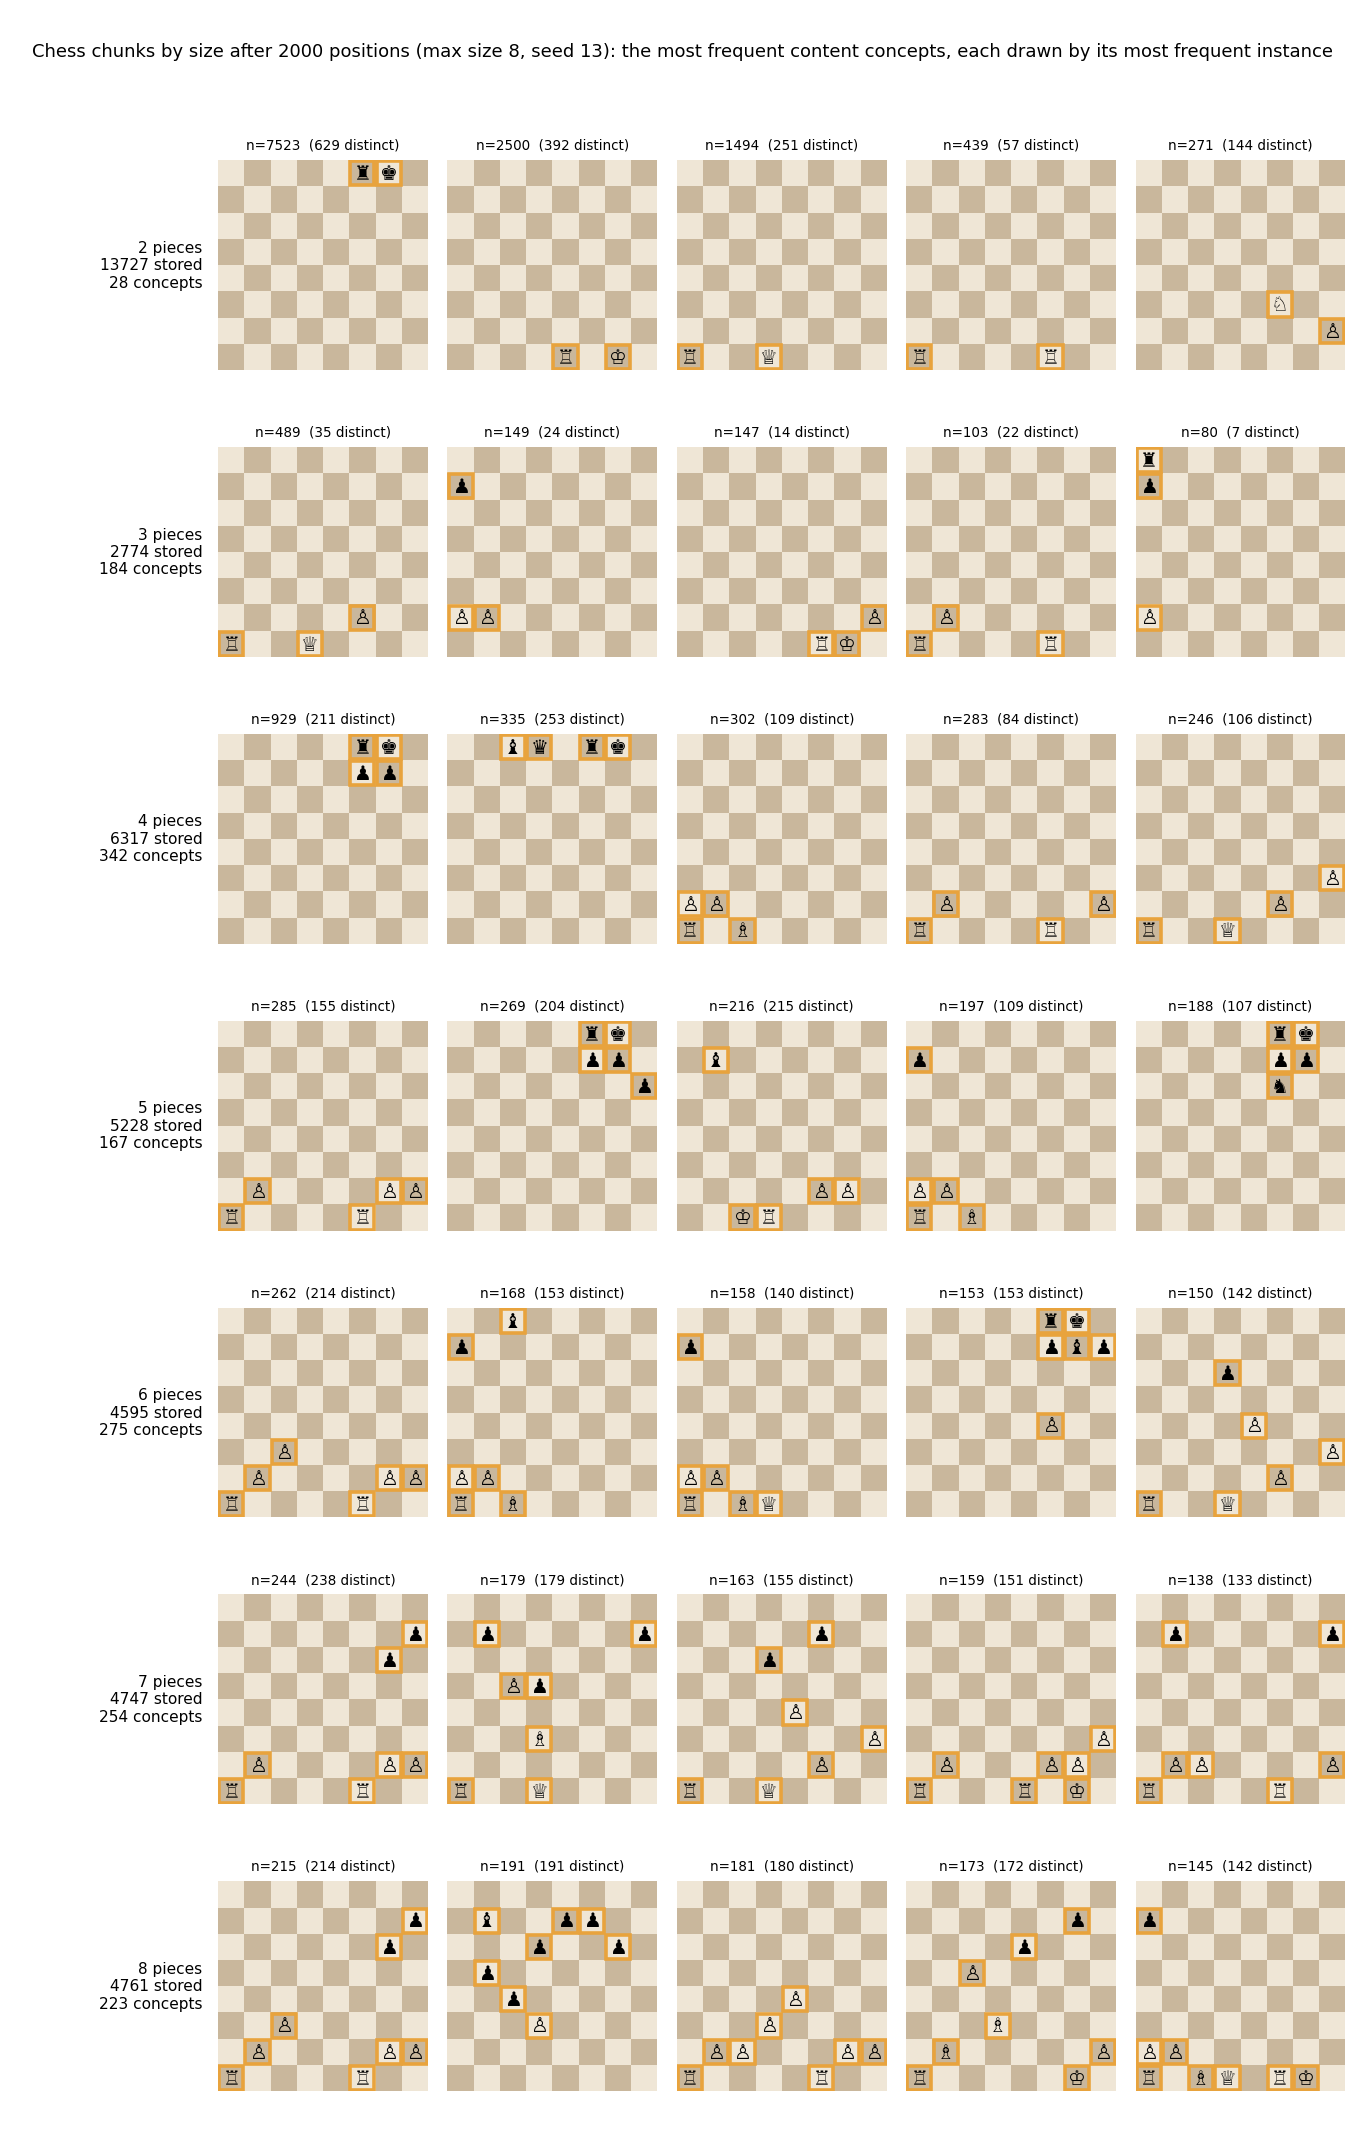 Chess chunks by size after 2000 positions (max size 8, seed 13): the most frequent content concepts, each drawn by its most frequent instance
n=7523  (629 distinct)
n=2500  (392 distinct)
n=1494  (251 distinct)
n=439  (57 distinct)
n=271  (144 distinct)
2 pieces
13727 stored
28 concepts
n=489  (35 distinct)
n=149  (24 distinct)
n=147  (14 distinct)
n=103  (22 distinct)
n=80  (7 distinct)
3 pieces
2774 stored
184 concepts
n=929  (211 distinct)
n=335  (253 distinct)
n=302  (109 distinct)
n=283  (84 distinct)
n=246  (106 distinct)
4 pieces
6317 stored
342 concepts
n=285  (155 distinct)
n=269  (204 distinct)
n=216  (215 distinct)
n=197  (109 distinct)
n=188  (107 distinct)
5 pieces
5228 stored
167 concepts
n=262  (214 distinct)
n=168  (153 distinct)
n=158  (140 distinct)
n=153  (153 distinct)
n=150  (142 distinct)
6 pieces
4595 stored
275 concepts
n=244  (238 distinct)
n=179  (179 distinct)
n=163  (155 distinct)
n=159  (151 distinct)
n=138  (133 distinct)
7 pieces
4747 stored
254 concepts
n=215  (214 distinct)
n=191  (191 distinct)
n=181  (180 distinct)
n=173  (172 distinct)
n=145  (142 distinct)
8 pieces
4761 stored
223 concepts